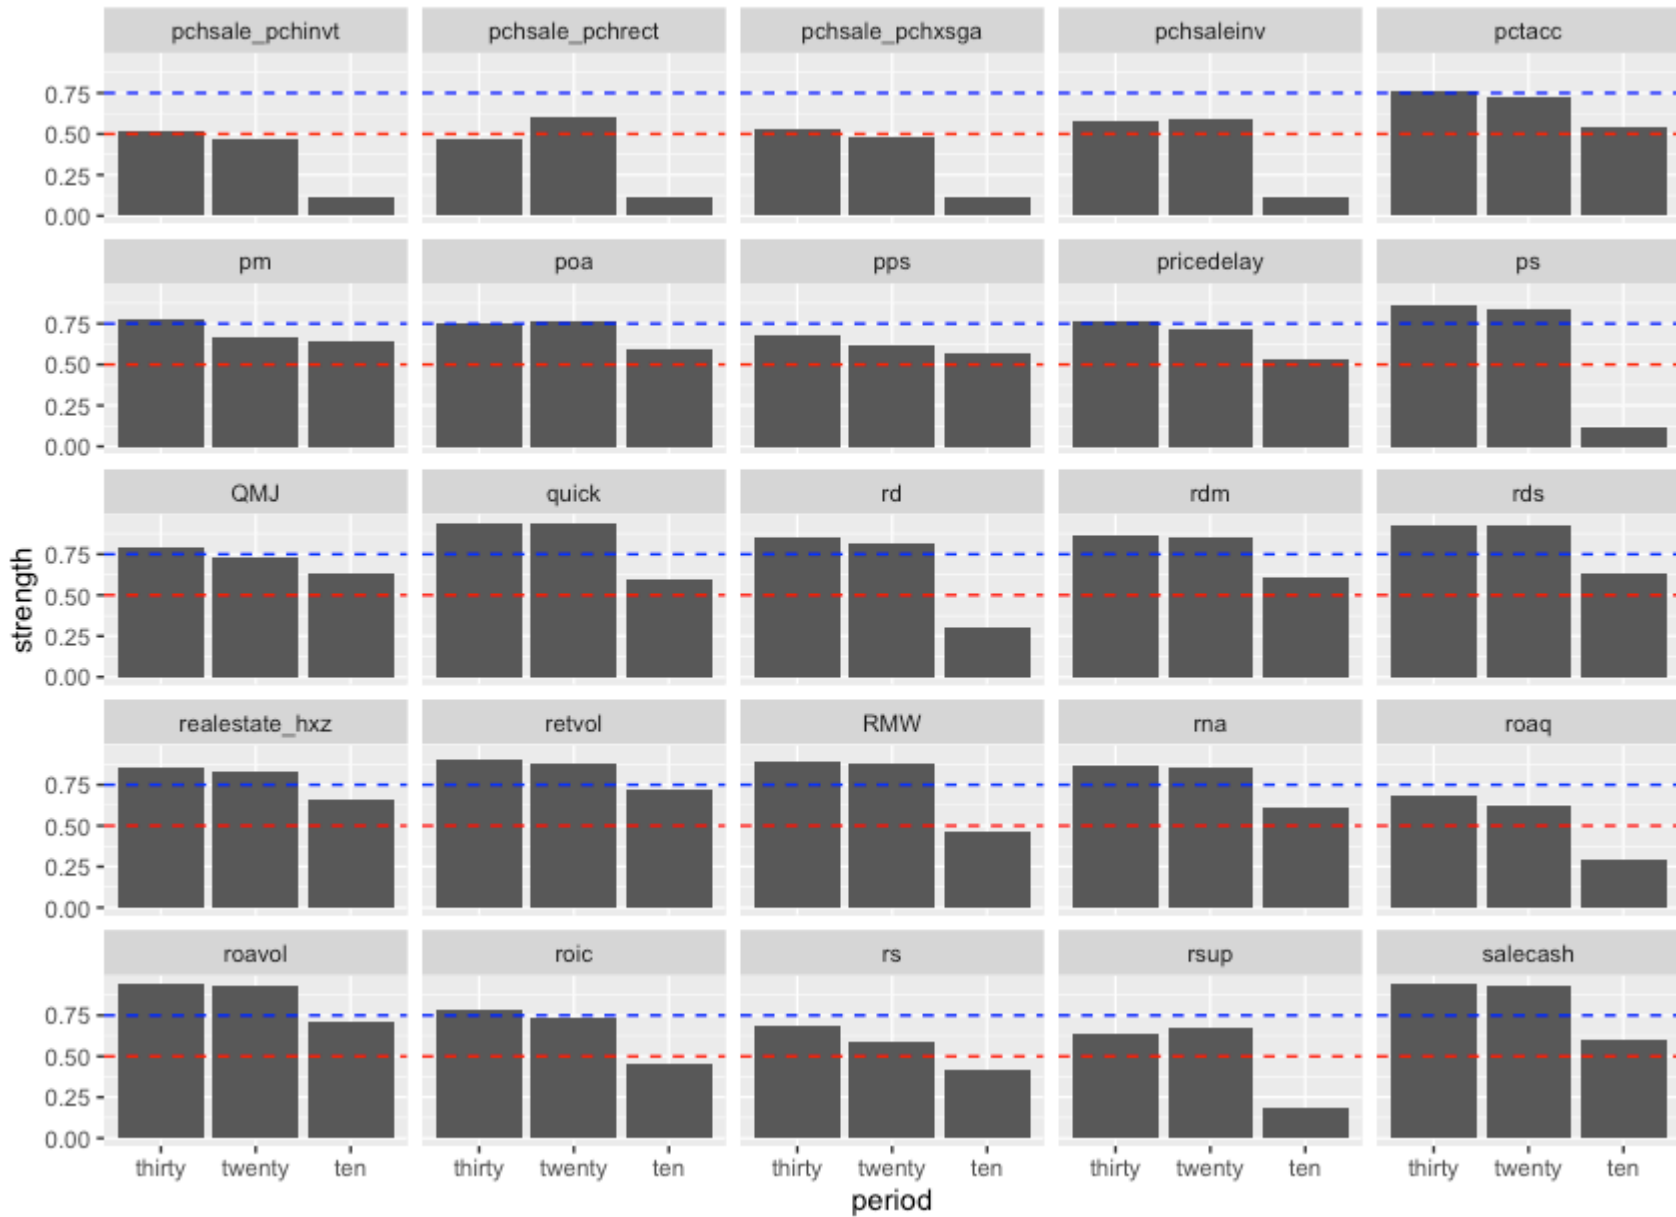 pchsale_pchinvt pchsale_pchrect pchsale_pchxsga pchsaleinv pctacc
0.75
0.50
0.25
0.00
pm poa pps pricedelay ps
0.75
0.50
0.25
0.00
QMJ quick rd rdm rds
0.75
0.50
0.25
0.00
strength
realestate_hxz retvol RMW rna roaq
0.75
0.50
0.25
0.00
roavol roic rs rsup salecash
0.75
0.50
0.25
0.00
thirty twenty ten thirty twenty ten thirty twenty ten thirty twenty ten thirty twenty ten
period